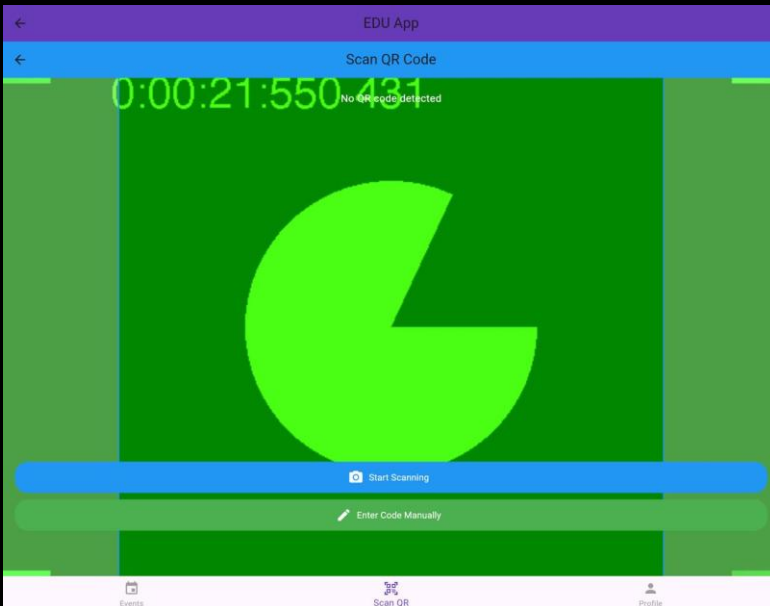 EDU App
Scan QR Code
0:00:21:550 431
No QR code detected
Start Scanning
Enter Code Manually
Events
Scan QR
Profile